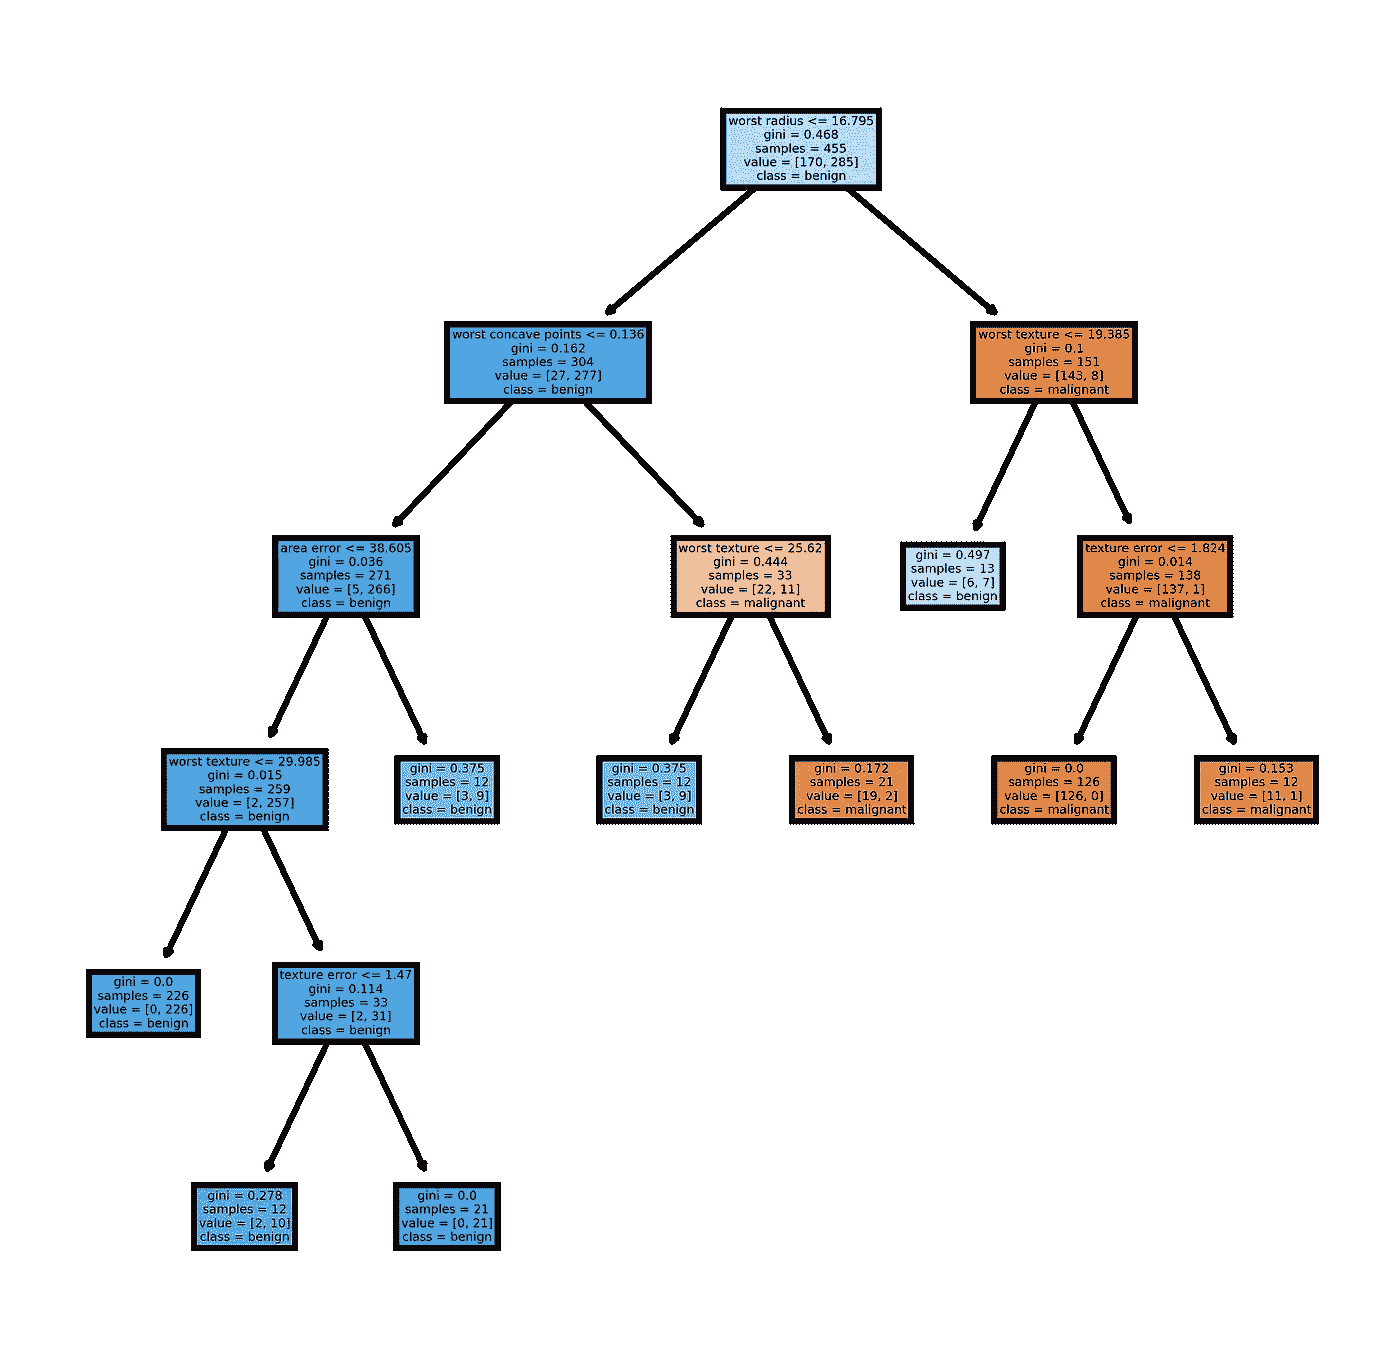 worst radius <= 16.795
gini = 0.468
samples = 455
value = [170, 285]
class = benign
worst concave points <= 0.136
gini = 0.162
samples = 304
value = [27, 277]
class = benign
worst texture <= 19.385
gini = 0.1
samples = 151
value = [143, 8]
class = malignant
area error <= 38.605
gini = 0.036
samples = 271
value = [5, 266]
class = benign
worst texture <= 25.62
gini = 0.444
samples = 33
value = [22, 11]
class = malignant
gini = 0.497
samples = 13
value = [6, 7]
class = benign
texture error <= 1.824
gini = 0.014
samples = 138
value = [137, 1]
class = malignant
worst texture <= 29.985
gini = 0.015
samples = 259
value = [2, 257]
class = benign
gini = 0.375
samples = 12
value = [3, 9]
class = benign
gini = 0.375
samples = 12
value = [3, 9]
class = benign
gini = 0.172
samples = 21
value = [19, 2]
class = malignant
gini = 0.0
samples = 126
value = [126, 0]
class = malignant
gini = 0.153
samples = 12
value = [11, 1]
class = malignant
gini = 0.0
samples = 226
value = [0, 226]
class = benign
texture error <= 1.47
gini = 0.114
samples = 33
value = [2, 31]
class = benign
gini = 0.278
samples = 12
value = [2, 10]
class = benign
gini = 0.0
samples = 21
value = [0, 21]
class = benign